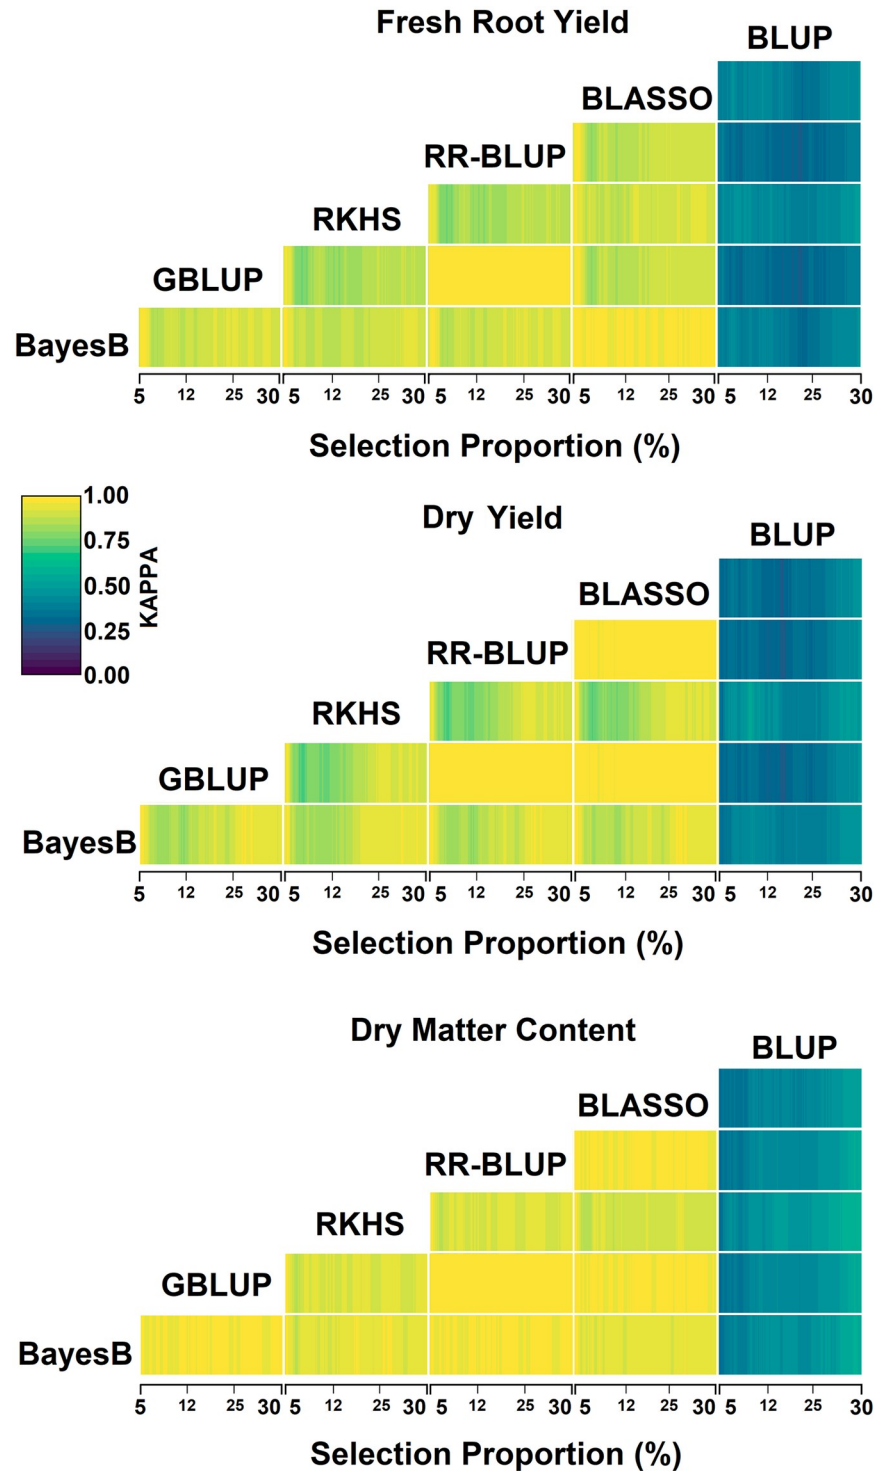 Fresh Root Yield
BLUP
BLASSO
RR-BLUP
RKHS
GBLUP
BayesB
5 12 25 30 5 12 25 30 5 12 25 30 5 12 25 30 5 12 25 30
Selection Proportion (%)
1.00
0.75
0.50
0.25
0.00
KAPPA
Dry Yield
BLUP
BLASSO
RR-BLUP
RKHS
GBLUP
BayesB
5 12 25 30 5 12 25 30 5 12 25 30 5 12 25 30 5 12 25 30
Selection Proportion (%)
Dry Matter Content
BLUP
BLASSO
RR-BLUP
RKHS
GBLUP
BayesB
5 12 25 30 5 12 25 30 5 12 25 30 5 12 25 30 5 12 25 30
Selection Proportion (%)